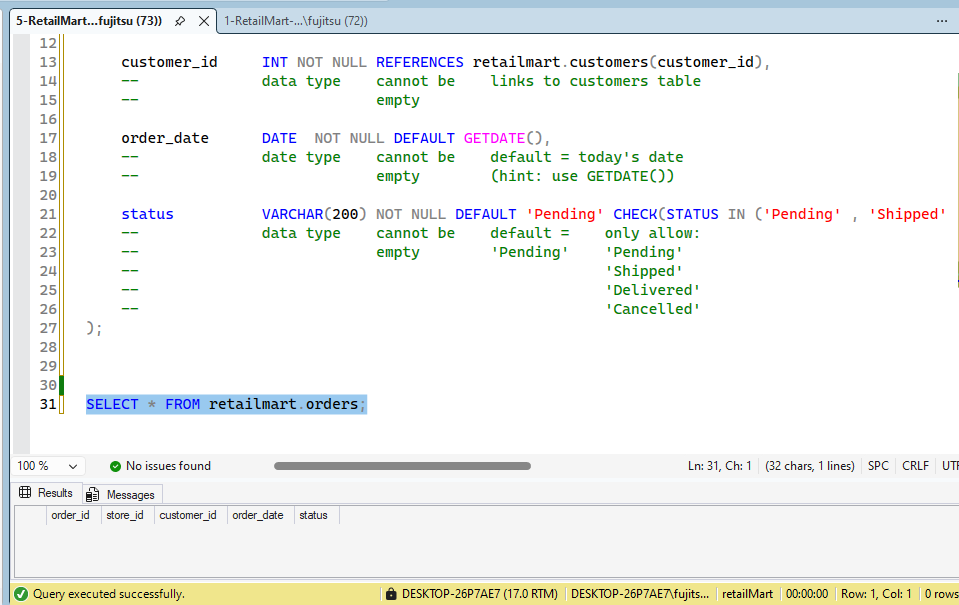 5-RetailMart...fujitsu (73))
1-RetailMart-...\fujitsu (72))
12
13 customer_id INT NOT NULL REFERENCES retailmart.customers(customer_id),
14 -- data type cannot be links to customers table
15 -- empty
16
17 order_date DATE NOT NULL DEFAULT GETDATE(),
18 -- date type cannot be default = today's date
19 -- empty (hint: use GETDATE())
20
21 status VARCHAR(200) NOT NULL DEFAULT 'Pending' CHECK(STATUS IN ('Pending' , 'Shipped'
22 -- data type cannot be default = only allow:
23 -- empty 'Pending' 'Pending'
24 -- 'Shipped'
25 -- 'Delivered'
26 -- 'Cancelled'
27 );
28
29
30
31 SELECT * FROM retailmart.orders;
100 % No issues found Ln: 31, Ch: 1 (32 chars, 1 lines) SPC CRLF UTF
Results Messages
order_id store_id customer_id order_date status
Query executed successfully. DESKTOP-26P7AE7 (17.0 RTM) DESKTOP-26P7AE7\fujits... retailMart 00:00:00 Row: 1, Col: 1 0 rows